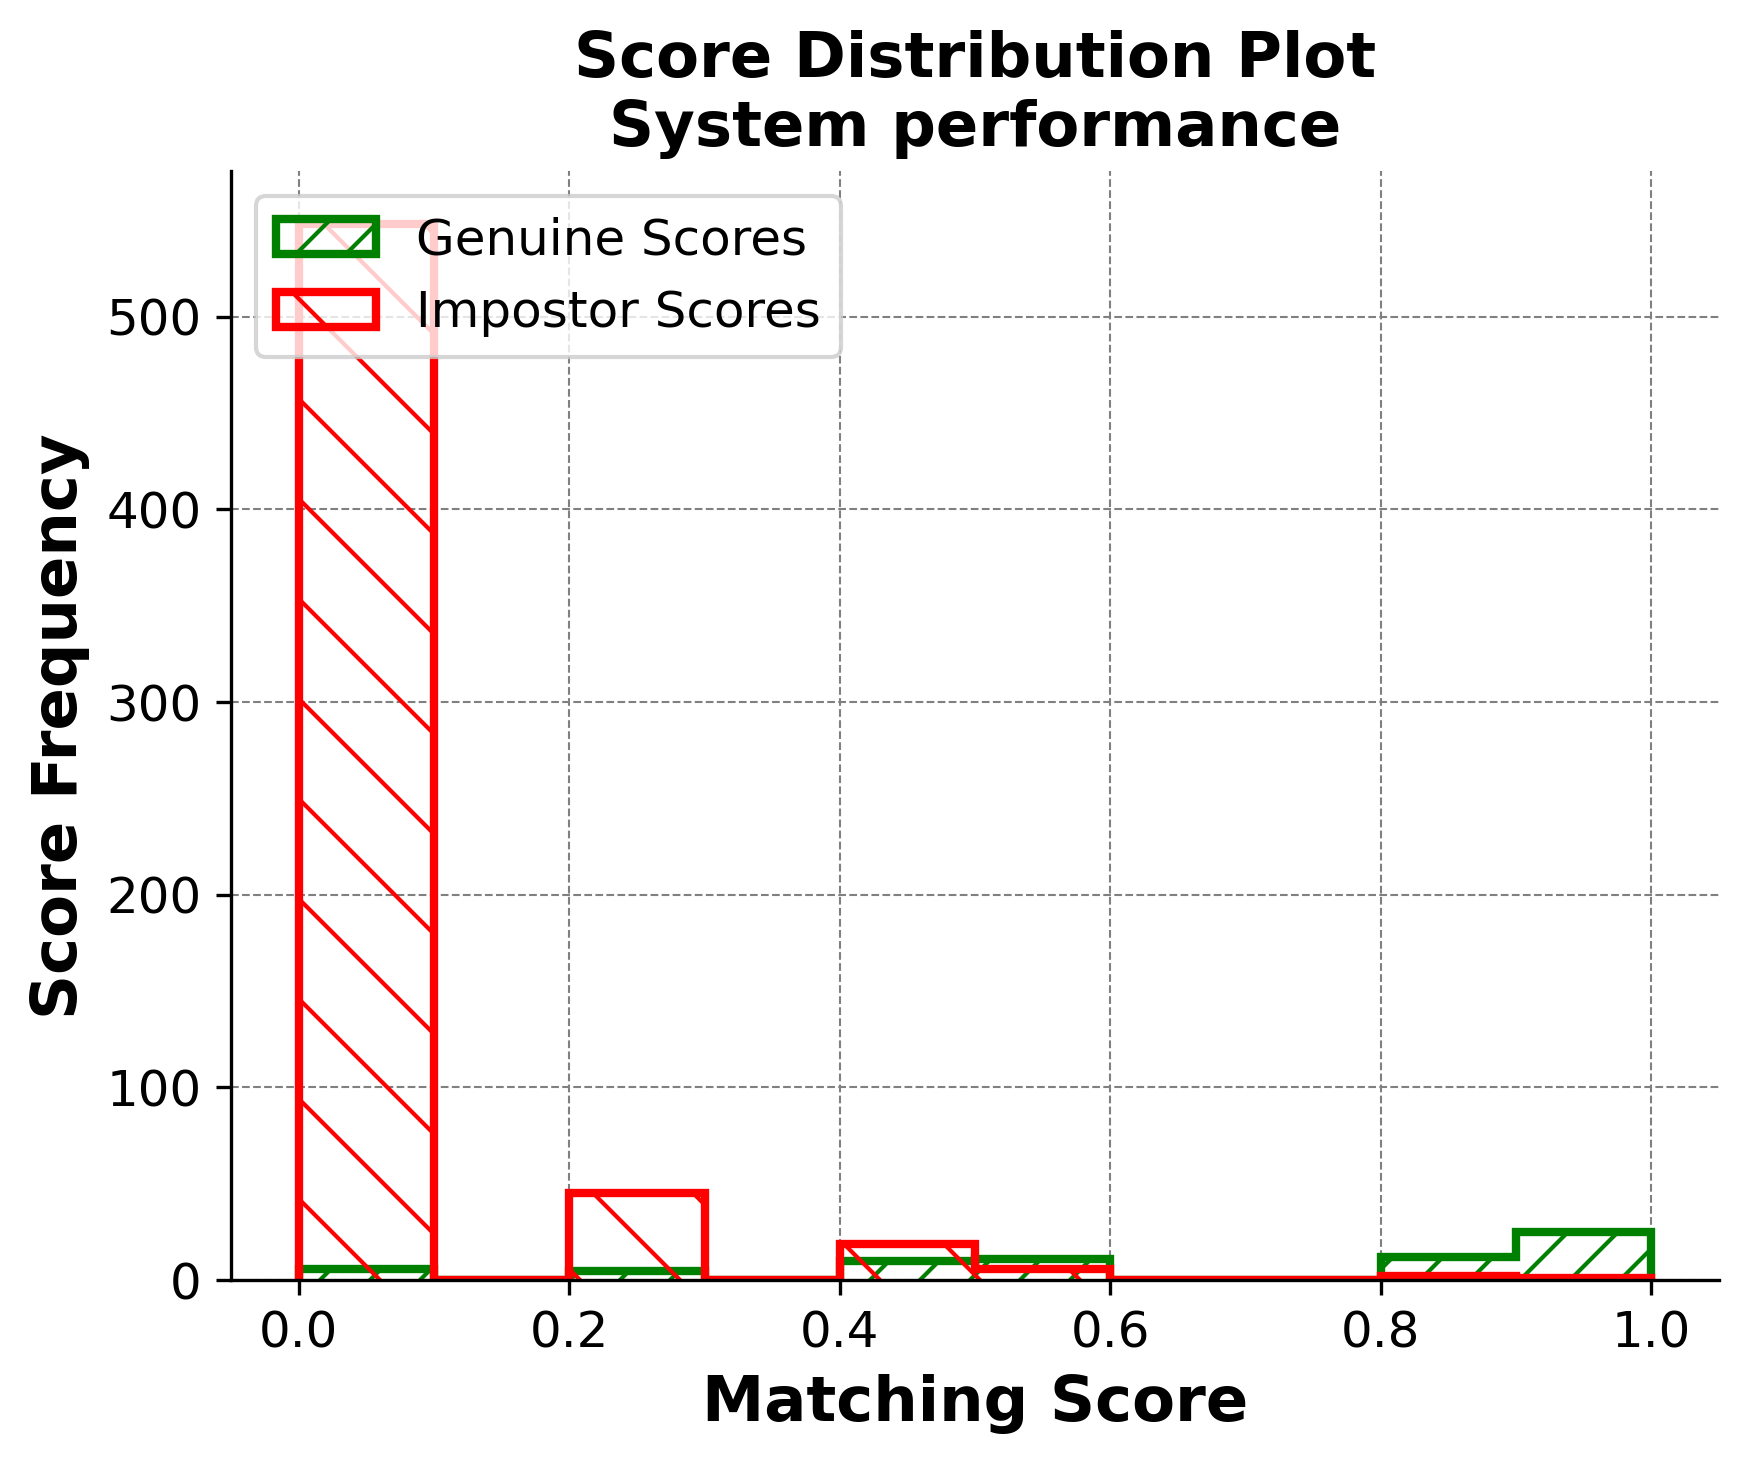 Score Distribution Plot
System performance
Genuine Scores
Impostor Scores
Score Frequency
500
400
300
200
100
0
0.0 0.2 0.4 0.6 0.8 1.0
Matching Score